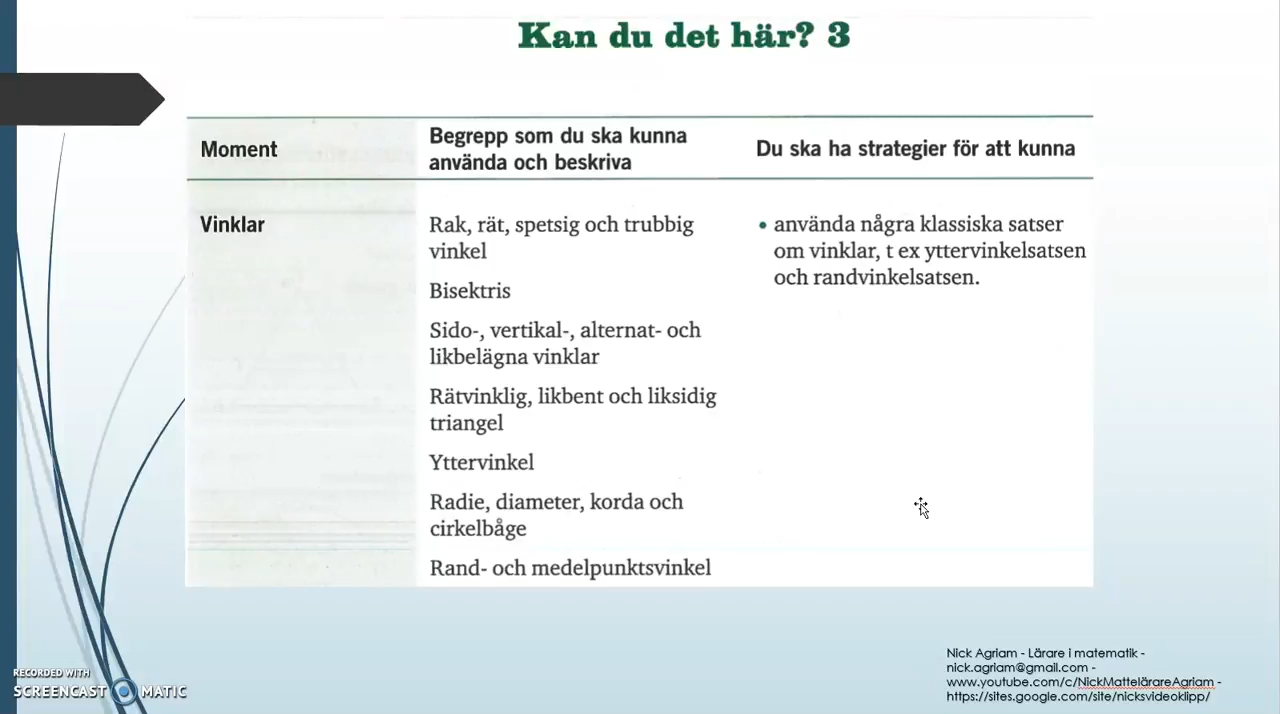 Kan du det här? 3
Moment
Begrepp som du ska kunna
använda och beskriva
Du ska ha strategier för att kunna
Vinklar
Rak, rät, spetsig och trubbig
vinkel
Bisektris
Sido-, vertikal-, alternat- och
likbelägna vinklar
Rätvinklig, likbent och liksidig
triangel
Yttervinkel
Radie, diameter, korda och
cirkelbåge
Rand- och medelpunktsvinkel
• använda några klassiska satser
om vinklar, t ex yttervinkelsatsen
och randvinkelsatsen.
Nick Agriam - Lärare i matematik -
nick.agriam@gmail.com -
www.youtube.com/c/NickMattelärareAgriam -
https://sites.google.com/site/nicksvideoklipp/
RECORDED WITH
SCREENCAST MATIC